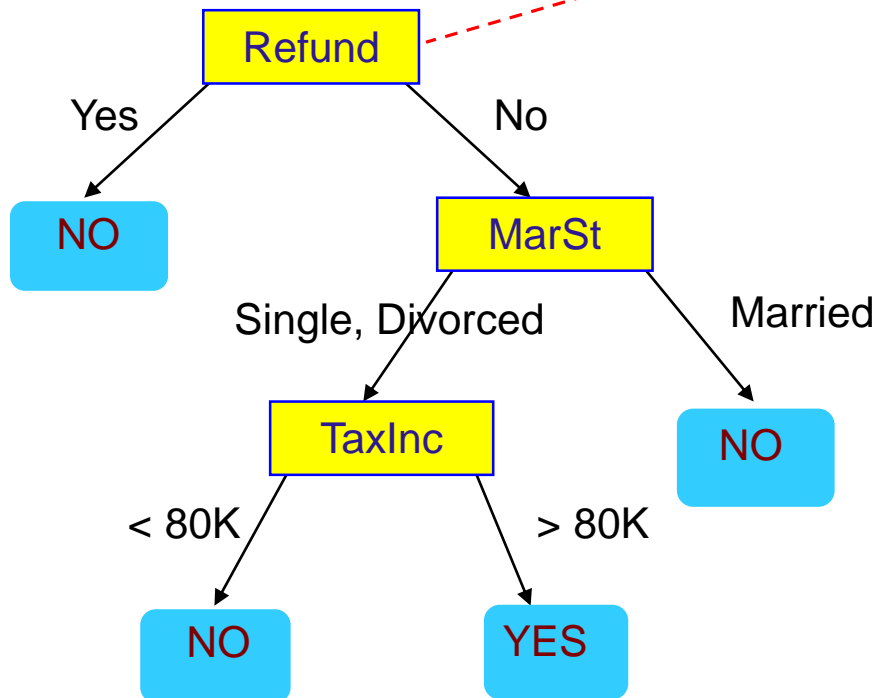 Refund
Yes
No
NO
MarSt
Single, Divorced
Married
TaxInc
NO
< 80K
> 80K
NO
YES